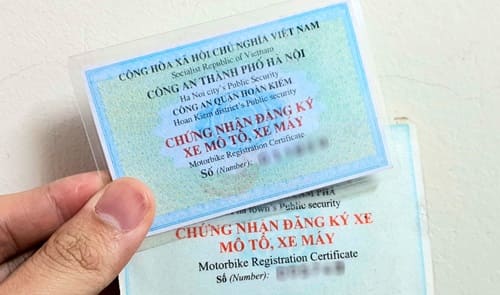 CỘNG HÒA XÃ HỘI CHỦ NGHĨA VIỆT NAM
Socialist Republic of Vietnam
CÔNG AN THÀNH PHỐ HÀ NỘI
Ha Noi city's Public Security
CÔNG AN QUẬN HOÀN KIẾM
Hoan Kiem district's Public security
CHỨNG NHẬN ĐĂNG KÝ
XE MÔ TÔ, XE MÁY
Motorbike Registration Certificate
Số (Number):
CẨM PHẢ
Pha town's Public security
CHỨNG NHẬN ĐĂNG KÝ XE
MÔ TÔ, XE MÁY
Motorbike Registration Certificate
Số (Number):